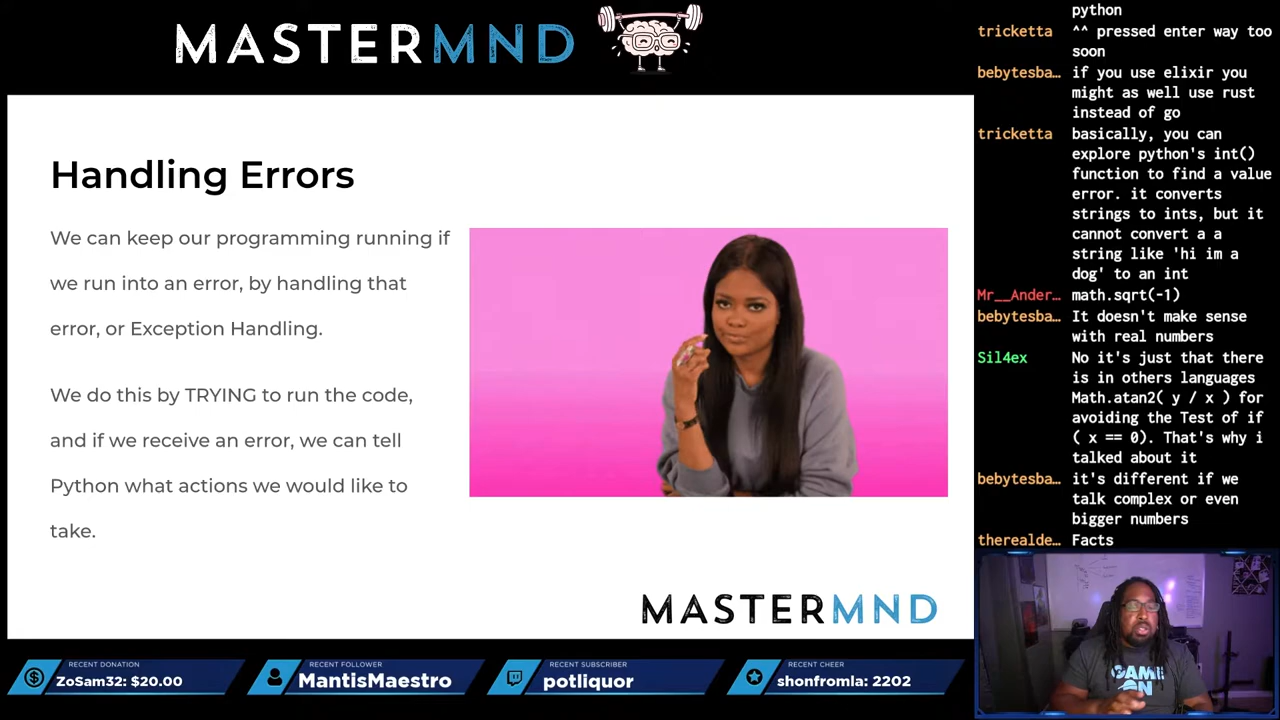 MASTERMND
Handling Errors
We can keep our programming running if
we run into an error, by handling that
error, or Exception Handling.
We do this by TRYING to run the code,
and if we receive an error, we can tell
Python what actions we would like to
take.
MASTERMND
python
tricketta ^^ pressed enter way too
soon
bebytesba… if you use elixir you
might as well use rust
instead of go
tricketta basically, you can
explore python's int()
function to find a value
error. it converts
strings to ints, but it
cannot convert a a
string like 'hi im a
dog' to an int
Mr__Ander… math.sqrt(-1)
bebytesba… It doesn't make sense
with real numbers
Sil4ex No it's just that there
is in others languages
Math.atan2( y / x ) for
avoiding the Test of if
( x == 0). That's why i
talked about it
bebytesba… it's different if we
talk complex or even
bigger numbers
therealde… Facts
GAME
ON
RECENT DONATION
ZoSam32: $20.00
RECENT FOLLOWER
MantisMaestro
RECENT SUBSCRIBER
potliquor
RECENT CHEER
shonfromla: 2202